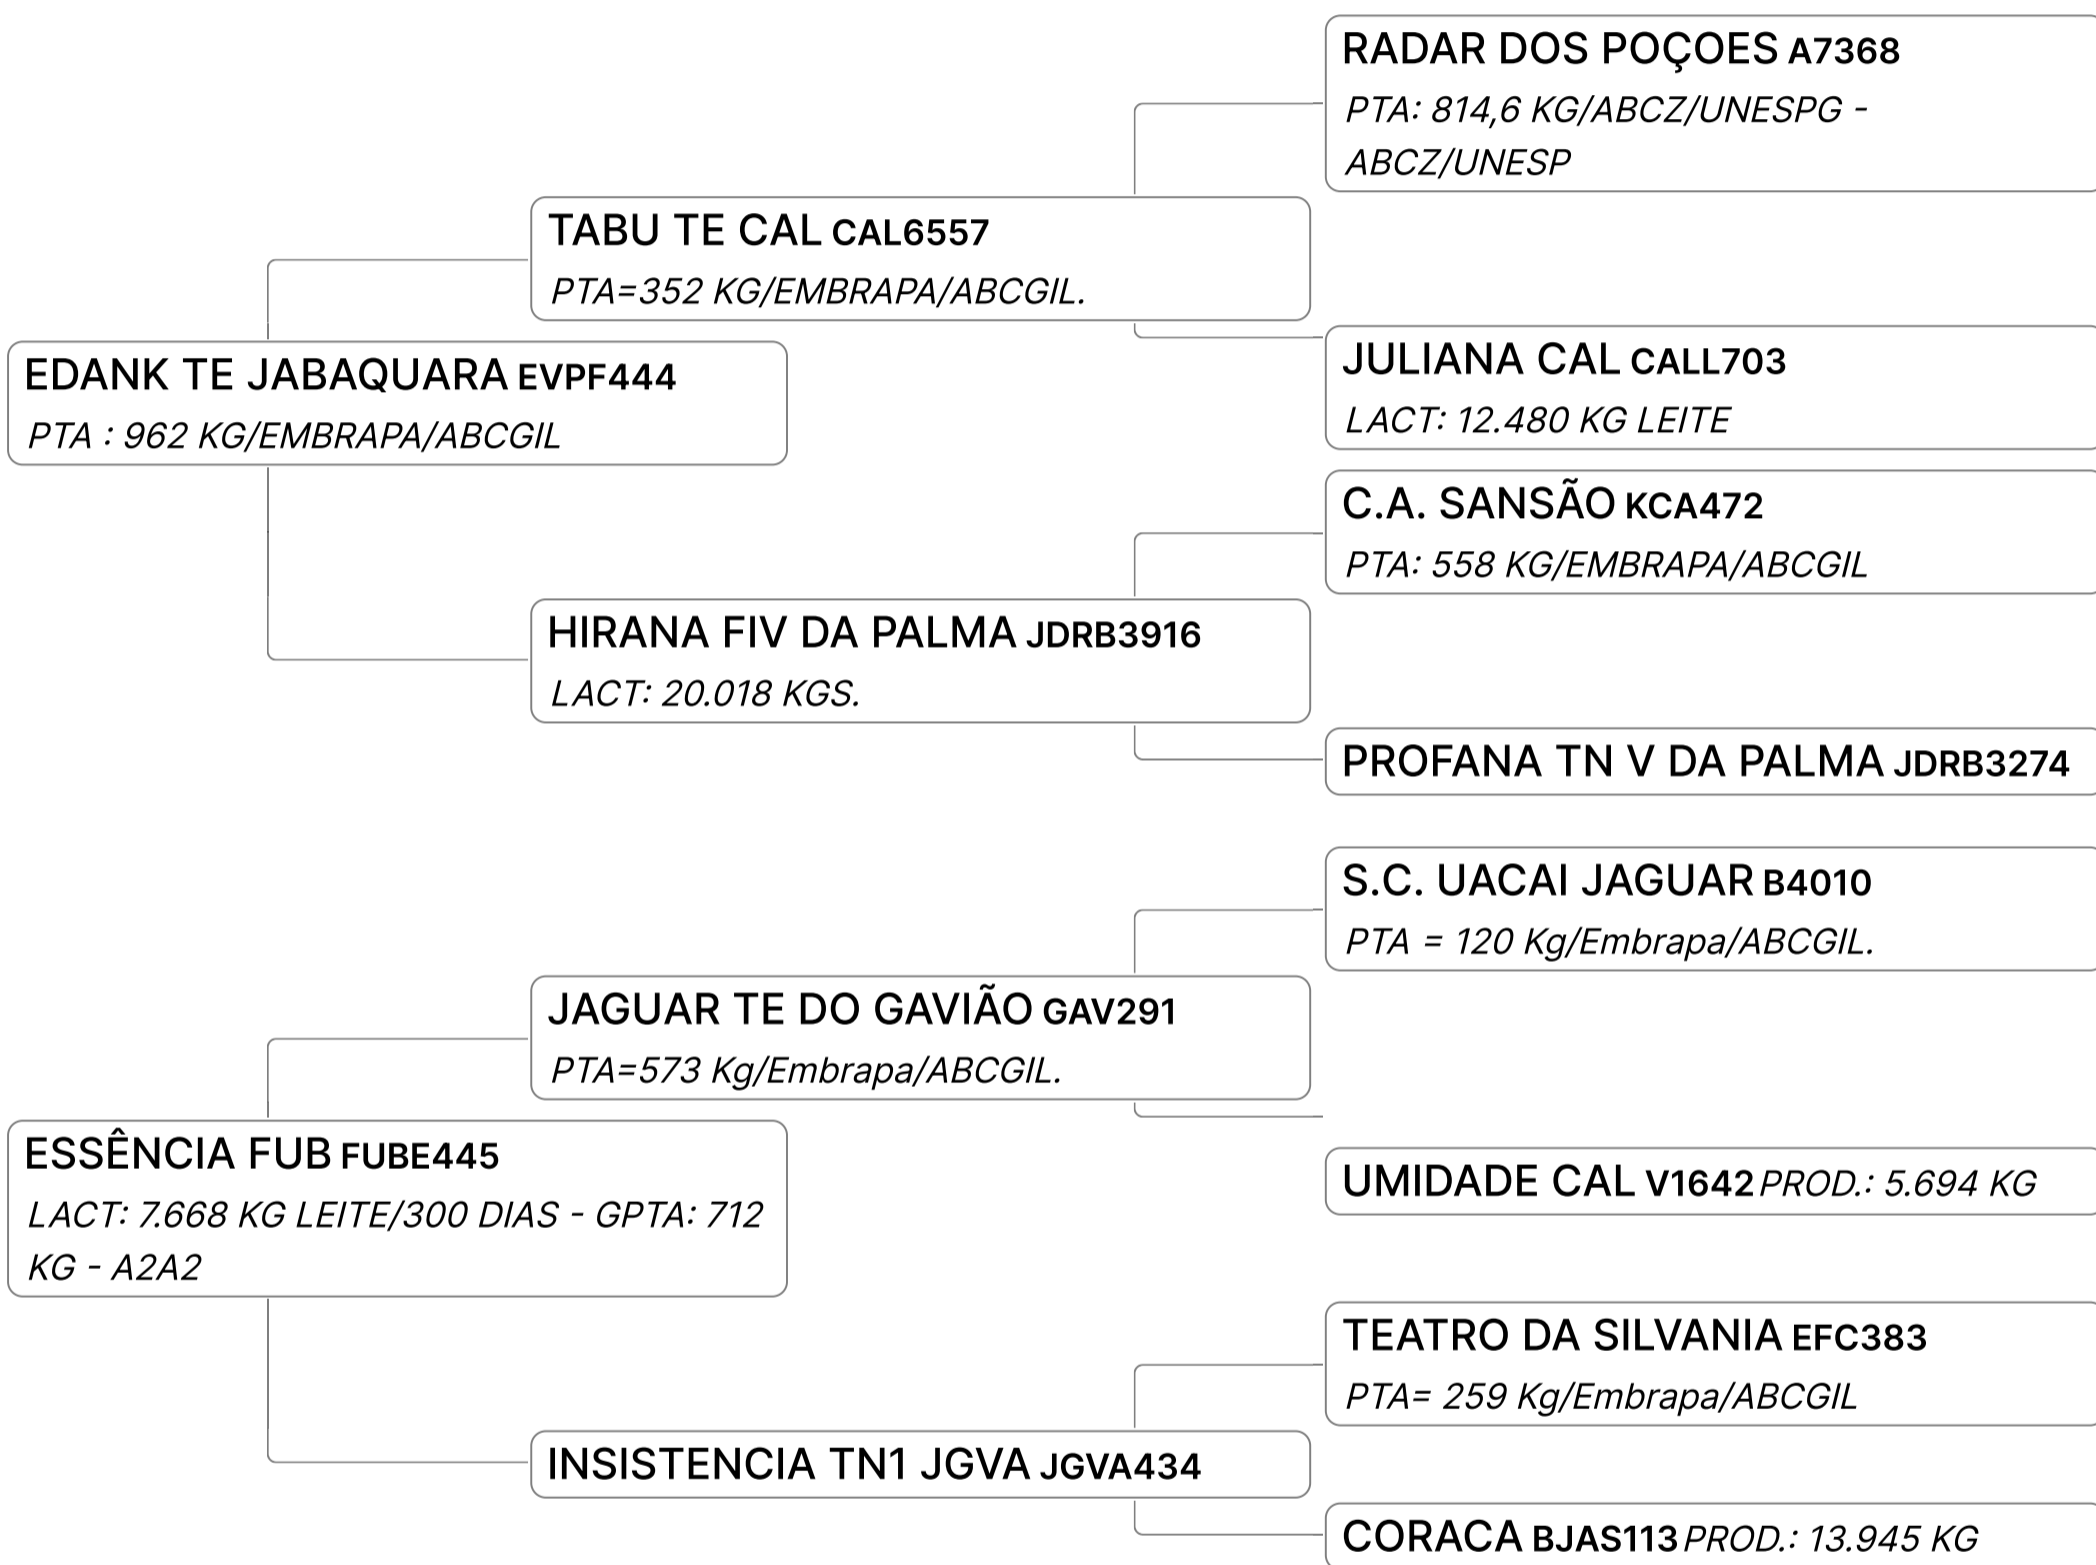 RADAR DOS POÇOES A7368
PTA: 814,6 KG/ABCZ/UNESPG -
ABCZ/UNESP
TABU TE CAL CAL6557
PTA=352 KG/EMBRAPA/ABCGIL.
JULIANA CAL CALL703
LACT: 12.480 KG LEITE
EDANK TE JABAQUARA EVPF444
PTA : 962 KG/EMBRAPA/ABCGIL
C.A. SANSÃO KCA472
PTA: 558 KG/EMBRAPA/ABCGIL
HIRANA FIV DA PALMA JDRB3916
LACT: 20.018 KGS.
PROFANA TN V DA PALMA JDRB3274
S.C. UACAI JAGUAR B4010
PTA = 120 Kg/Embrapa/ABCGIL.
JAGUAR TE DO GAVIÃO GAV291
PTA=573 Kg/Embrapa/ABCGIL.
UMIDADE CAL V1642 PROD.: 5.694 KG
ESSÊNCIA FUB FUBE445
LACT: 7.668 KG LEITE/300 DIAS - GPTA: 712
KG - A2A2
TEATRO DA SILVANIA EFC383
PTA= 259 Kg/Embrapa/ABCGIL
INSISTENCIA TN1 JGVA JGVA434
CORACA BJAS113 PROD.: 13.945 KG